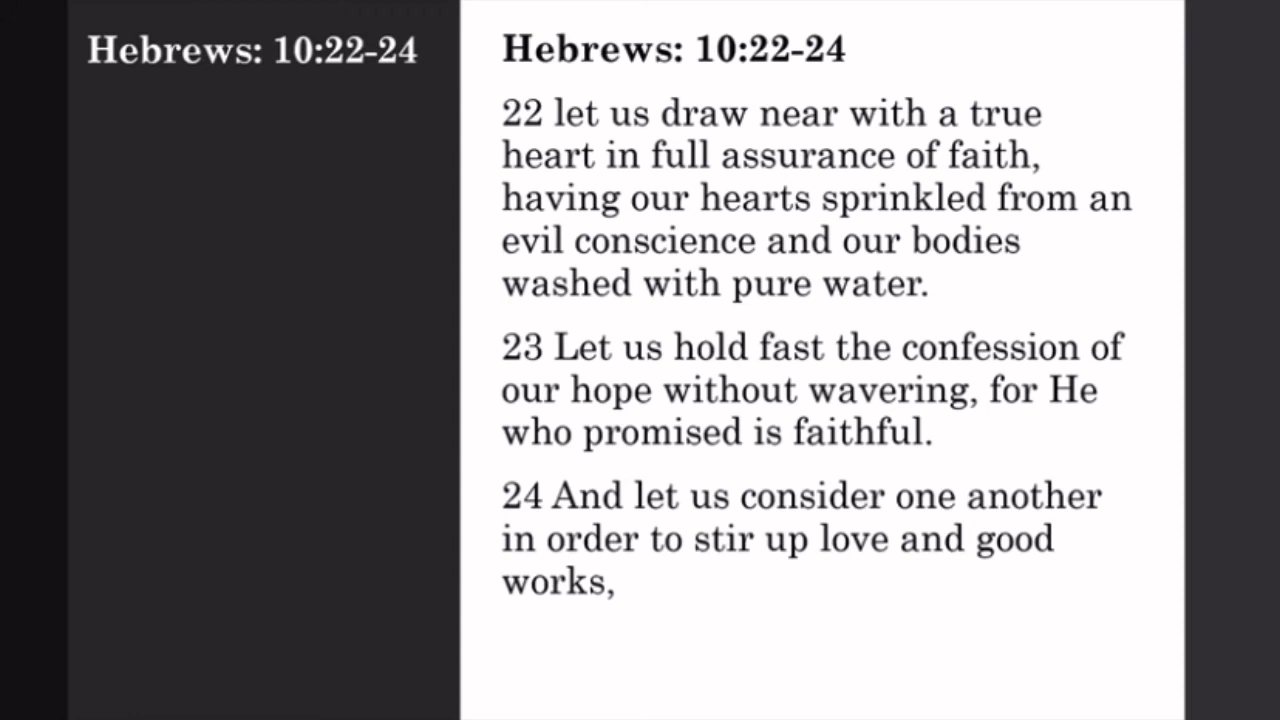 Hebrews: 10:22-24
Hebrews: 10:22-24
22 let us draw near with a true
heart in full assurance of faith,
having our hearts sprinkled from an
evil conscience and our bodies
washed with pure water.
23 Let us hold fast the confession of
our hope without wavering, for He
who promised is faithful.
24 And let us consider one another
in order to stir up love and good
works,